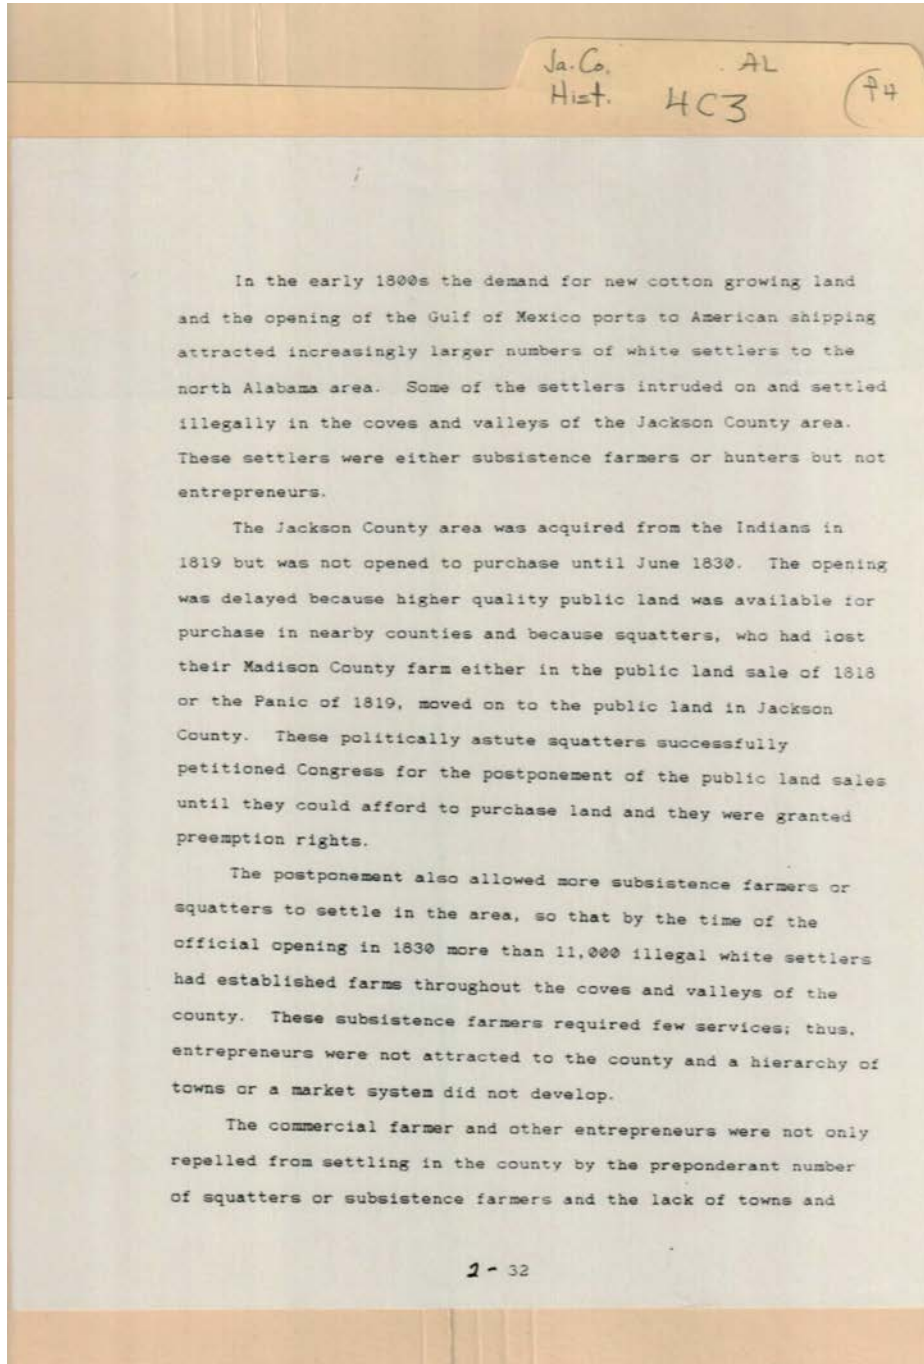 Ja. Co. AL
Hist. 4C3 P4
In the early 1800s the demand for new cotton growing land
and the opening of the Gulf of Mexico ports to American shipping
attracted increasingly larger numbers of white settlers to the
north Alabama area. Some of the settlers intruded on and settled
illegally in the coves and valleys of the Jackson County area.
These settlers were either subsistence farmers or hunters but not
entrepreneurs.
The Jackson County area was acquired from the Indians in
1819 but was not opened to purchase until June 1830. The opening
was delayed because higher quality public land was available for
purchase in nearby counties and because squatters, who had lost
their Madison County farm either in the public land sale of 1818
or the Panic of 1819, moved on to the public land in Jackson
County. These politically astute squatters successfully
petitioned Congress for the postponement of the public land sales
until they could afford to purchase land and they were granted
preemption rights.
The postponement also allowed more subsistence farmers or
squatters to settle in the area, so that by the time of the
official opening in 1830 more than 11,000 illegal white settlers
had established farms throughout the coves and valleys of the
county. These subsistence farmers required few services; thus,
entrepreneurs were not attracted to the county and a hierarchy of
towns or a market system did not develop.
The commercial farmer and other entrepreneurs were not only
repelled from settling in the county by the preponderant number
of squatters or subsistence farmers and the lack of towns and
2- 32